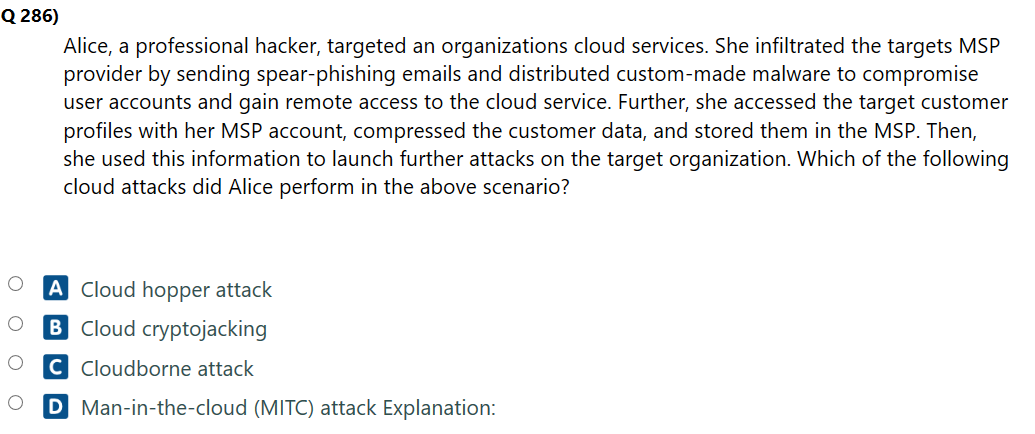 Q 286)
Alice, a professional hacker, targeted an organizations cloud services. She infiltrated the targets MSP
provider by sending spear-phishing emails and distributed custom-made malware to compromise
user accounts and gain remote access to the cloud service. Further, she accessed the target customer
profiles with her MSP account, compressed the customer data, and stored them in the MSP. Then,
she used this information to launch further attacks on the target organization. Which of the following
cloud attacks did Alice perform in the above scenario?
A Cloud hopper attack
B Cloud cryptojacking
C Cloudborne attack
D Man-in-the-cloud (MITC) attack Explanation: